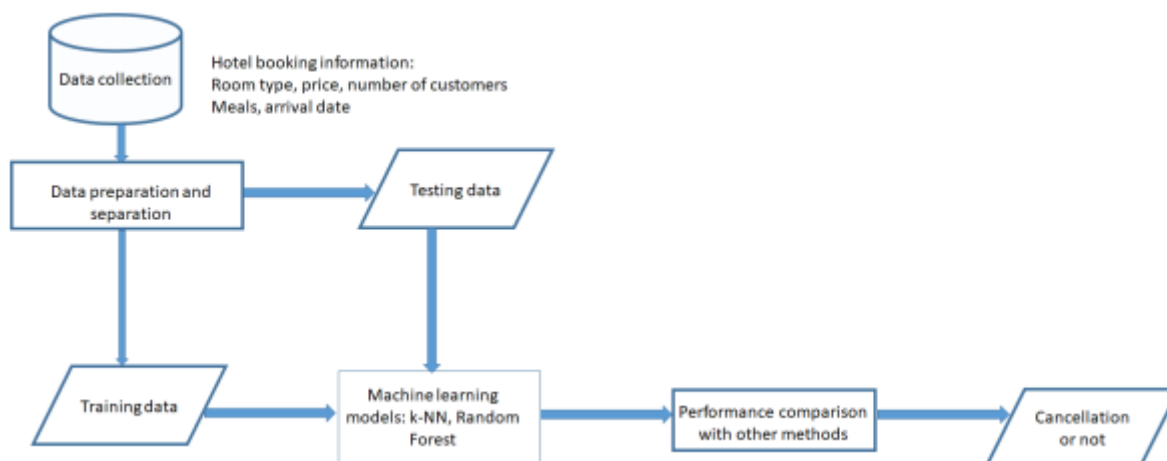 Data collection
Hotel booking information:
Room type, price, number of customers
Meals, arrival date
Data preparation and
separation
Testing data
Training data
Machine learning
models: k-NN, Random
Forest
Performance comparison
with other methods
Cancellation
or not